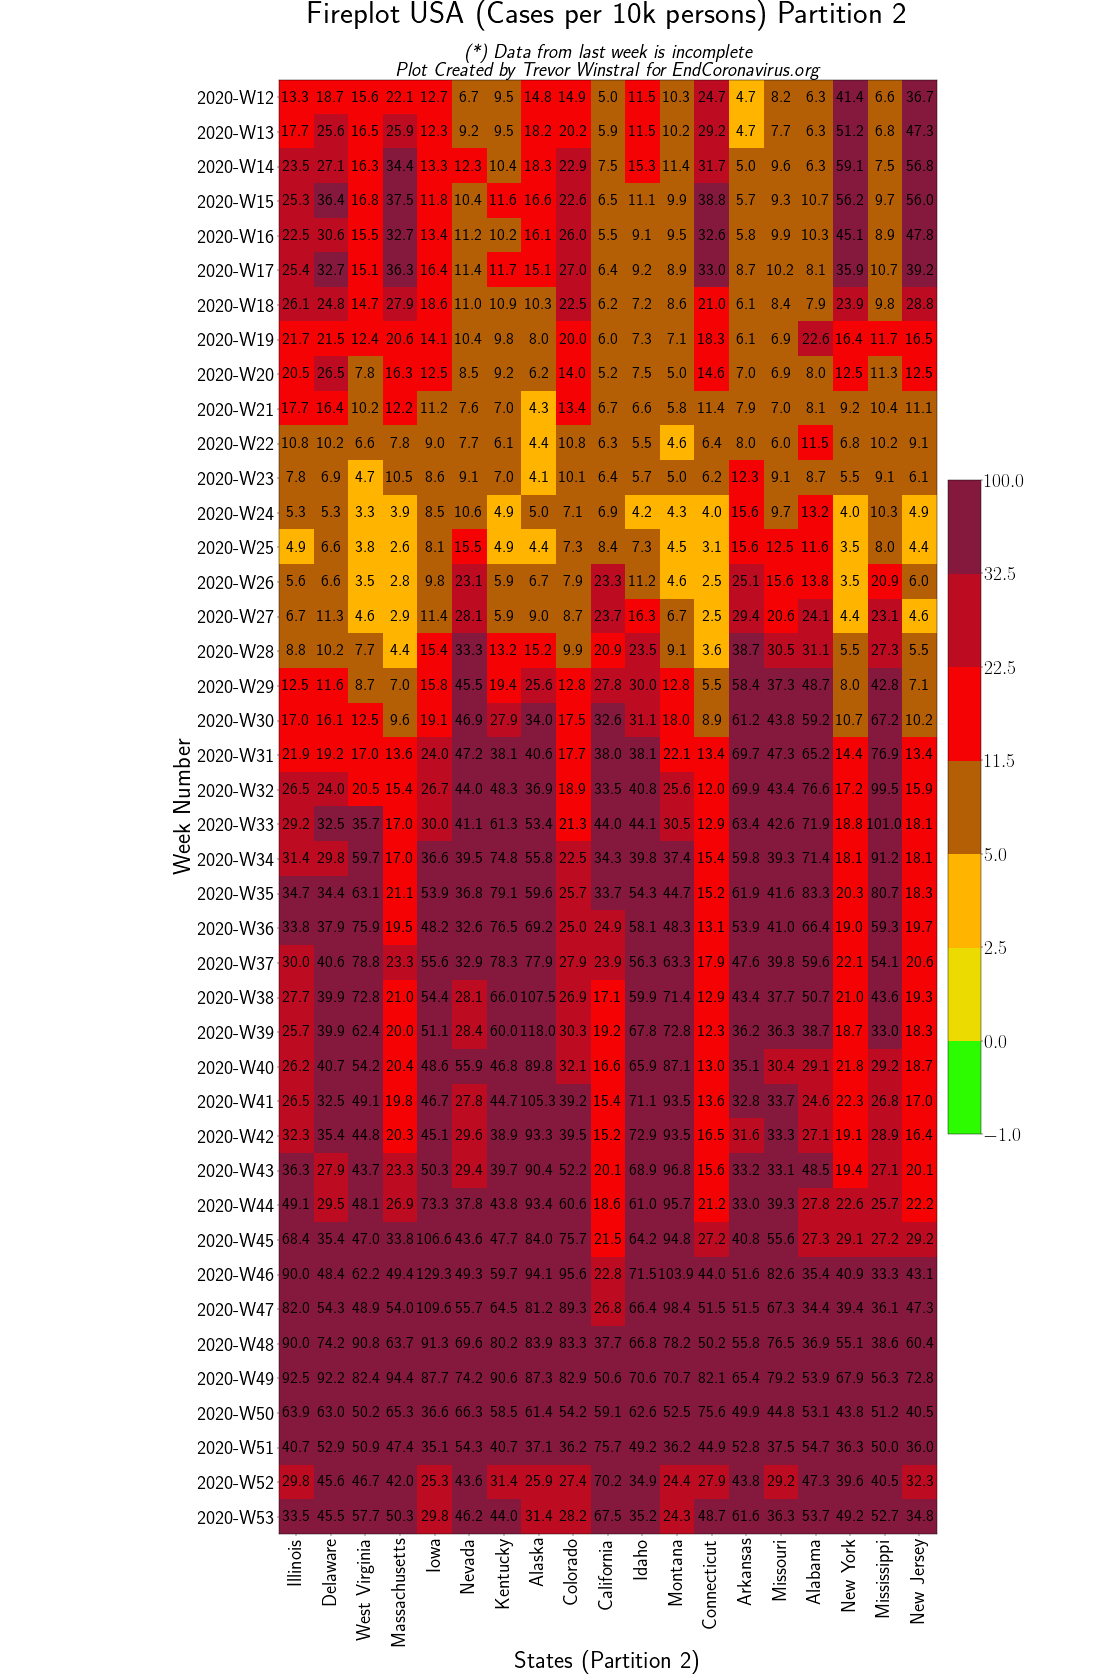 Fireplot USA (Cases per 10k persons) Partition 2
(*) Data from last week is incomplete
Plot Created by Trevor Winstral for EndCoronavirus.org
2020-W12 13.3 18.7 15.6 22.1 12.7 6.7 9.5 14.8 14.9 5.0 11.5 10.3 24.7 4.7 8.2 6.3 41.4 6.6 36.7
2020-W13 17.7 25.6 16.5 25.9 12.3 9.2 9.5 18.2 20.2 5.9 11.5 10.2 29.2 4.7 7.7 6.3 51.2 6.8 47.3
2020-W14 23.5 27.1 16.3 34.4 13.3 12.3 10.4 18.3 22.9 7.5 15.3 11.4 31.7 5.0 9.6 6.3 59.1 7.5 56.8
2020-W15 25.3 36.4 16.8 37.5 11.8 10.4 11.6 16.6 22.6 6.5 11.1 9.9 38.8 5.7 9.3 10.7 56.2 9.7 56.0
2020-W16 22.5 30.6 15.5 32.7 13.4 11.2 10.2 16.1 26.0 5.5 9.1 9.5 32.6 5.8 9.9 10.3 45.1 8.9 47.8
2020-W17 25.4 32.7 15.1 36.3 16.4 11.4 11.7 15.1 27.0 6.4 9.2 8.9 33.0 8.7 10.2 8.1 35.9 10.7 39.2
2020-W18 26.1 24.8 14.7 27.9 18.6 11.0 10.9 10.3 22.5 6.2 7.2 8.6 21.0 6.1 8.4 7.9 23.9 9.8 28.8
2020-W19 21.7 21.5 12.4 20.6 14.1 10.4 9.8 8.0 20.0 6.0 7.3 7.1 18.3 6.1 6.9 22.6 16.4 11.7 16.5
2020-W20 20.5 26.5 7.8 16.3 12.5 8.5 9.2 6.2 14.0 5.2 7.5 5.0 14.6 7.0 6.9 8.0 12.5 11.3 12.5
2020-W21 17.7 16.4 10.2 12.2 11.2 7.6 7.0 4.3 13.4 6.7 6.6 5.8 11.4 7.9 7.0 8.1 9.2 10.4 11.1
2020-W22 10.8 10.2 6.6 7.8 9.0 7.7 6.1 4.4 10.8 6.3 5.5 4.6 6.4 8.0 6.0 11.5 6.8 10.2 9.1
2020-W23 7.8 6.9 4.7 10.5 8.6 9.1 7.0 4.1 10.1 6.4 5.7 5.0 6.2 12.3 9.1 8.7 5.5 9.1 6.1
2020-W24 5.3 5.3 3.3 3.9 8.5 10.6 4.9 5.0 7.1 6.9 4.2 4.3 4.0 15.6 9.7 13.2 4.0 10.3 4.9
2020-W25 4.9 6.6 3.8 2.6 8.1 15.5 4.9 4.4 7.3 8.4 7.3 4.5 3.1 15.6 12.5 11.6 3.5 8.0 4.4
2020-W26 5.6 6.6 3.5 2.8 9.8 23.1 5.9 6.7 7.9 23.3 11.2 4.6 2.5 25.1 15.6 13.8 3.5 20.9 6.0
2020-W27 6.7 11.3 4.6 2.9 11.4 28.1 5.9 9.0 8.7 23.7 16.3 6.7 2.5 29.4 20.6 24.1 4.4 23.1 4.6
2020-W28 8.8 10.2 7.7 4.4 15.4 33.3 13.2 15.2 9.9 20.9 23.5 9.1 3.6 38.7 30.5 31.1 5.5 27.3 5.5
2020-W29 12.5 11.6 8.7 7.0 15.8 45.5 19.4 25.6 12.8 27.8 30.0 12.8 5.5 58.4 37.3 48.7 8.0 42.8 7.1
2020-W30 17.0 16.1 12.5 9.6 19.1 46.9 27.9 34.0 17.5 32.6 31.1 18.0 8.9 61.2 43.8 59.2 10.7 67.2 10.2
2020-W31 21.9 19.2 17.0 13.6 24.0 47.2 38.1 40.6 17.7 38.0 38.1 22.1 13.4 69.7 47.3 65.2 14.4 76.9 13.4
2020-W32 26.5 24.0 20.5 15.4 26.7 44.0 48.3 36.9 18.9 33.5 40.8 25.6 12.0 69.9 43.4 76.6 17.2 99.5 15.9
2020-W33 29.2 32.5 35.7 17.0 30.0 41.1 61.3 53.4 21.3 44.0 44.1 30.5 12.9 63.4 42.6 71.9 18.8 101.0 18.1
2020-W34 31.4 29.8 59.7 17.0 36.6 39.5 74.8 55.8 22.5 34.3 39.8 37.4 15.4 59.8 39.3 71.4 18.1 91.2 18.1
2020-W35 34.7 34.4 63.1 21.1 53.9 36.8 79.1 59.6 25.7 33.7 54.3 44.7 15.2 61.9 41.6 83.3 20.3 80.7 18.3
2020-W36 33.8 37.9 75.9 19.5 48.2 32.6 76.5 69.2 25.0 24.9 58.1 48.3 13.1 53.9 41.0 66.4 19.0 59.3 19.7
2020-W37 30.0 40.6 78.8 23.3 55.6 32.9 78.3 77.9 27.9 23.9 56.3 63.3 17.9 47.6 39.8 59.6 22.1 54.1 20.6
2020-W38 27.7 39.9 72.8 21.0 54.4 28.1 66.0 107.5 26.9 17.1 59.9 71.4 12.9 43.4 37.7 50.7 21.0 43.6 19.3
2020-W39 25.7 39.9 62.4 20.0 51.1 28.4 60.0 118.0 30.3 19.2 67.8 72.8 12.3 36.2 36.3 38.7 18.7 33.0 18.3
2020-W40 26.2 40.7 54.2 20.4 48.6 55.9 46.8 89.8 32.1 16.6 65.9 87.1 13.0 35.1 30.4 29.1 21.8 29.2 18.7
2020-W41 26.5 32.5 49.1 19.8 46.7 27.8 44.7 105.3 39.2 15.4 71.1 93.5 13.6 32.8 33.7 24.6 22.3 26.8 17.0
2020-W42 32.3 35.4 44.8 20.3 45.1 29.6 38.9 93.3 39.5 15.2 72.9 93.5 16.5 31.6 33.3 27.1 19.1 28.9 16.4
2020-W43 36.3 27.9 43.7 23.3 50.3 29.4 39.7 90.4 52.2 20.1 68.9 96.8 15.6 33.2 33.1 48.5 19.4 27.1 20.1
2020-W44 49.1 29.5 48.1 26.9 73.3 37.8 43.8 93.4 60.6 18.6 61.0 95.7 21.2 33.0 39.3 27.8 22.6 25.7 22.2
2020-W45 68.4 35.4 47.0 33.8 106.6 43.6 47.7 84.0 75.7 21.5 64.2 94.8 27.2 40.8 55.6 27.3 29.1 27.2 29.2
2020-W46 90.0 48.4 62.2 49.4 129.3 49.3 59.7 94.1 95.6 22.8 71.5 103.9 44.0 51.6 82.6 35.4 40.9 33.3 43.1
2020-W47 82.0 54.3 48.9 54.0 109.6 55.7 64.5 81.2 89.3 26.8 66.4 98.4 51.5 51.5 67.3 34.4 39.4 36.1 47.3
2020-W48 90.0 74.2 90.8 63.7 91.3 69.6 80.2 83.9 83.3 37.7 66.8 78.2 50.2 55.8 76.5 36.9 55.1 38.6 60.4
2020-W49 92.5 92.2 82.4 94.4 87.7 74.2 90.6 87.3 82.9 50.6 70.6 70.7 82.1 65.4 79.2 53.9 67.9 56.3 72.8
2020-W50 63.9 63.0 50.2 65.3 36.6 66.3 58.5 61.4 54.2 59.1 62.6 52.5 75.6 49.9 44.8 53.1 43.8 51.2 40.5
2020-W51 40.7 52.9 50.9 47.4 35.1 54.3 40.7 37.1 36.2 75.7 49.2 36.2 44.9 52.8 37.5 54.7 36.3 50.0 36.0
2020-W52 29.8 45.6 46.7 42.0 25.3 43.6 31.4 25.9 27.4 70.2 34.9 24.4 27.9 43.8 29.2 47.3 39.6 40.5 32.3
2020-W53 33.5 45.5 57.7 50.3 29.8 46.2 44.0 31.4 28.2 67.5 35.2 24.3 48.7 61.6 36.3 53.7 49.2 52.7 34.8
Week Number
Illinois Delaware West Virginia Massachusetts Iowa Nevada Kentucky Alaska Colorado California Idaho Montana Connecticut Arkansas Missouri Alabama New York Mississippi New Jersey
States (Partition 2)
100.0
32.5
22.5
11.5
5.0
2.5
0.0
−1.0